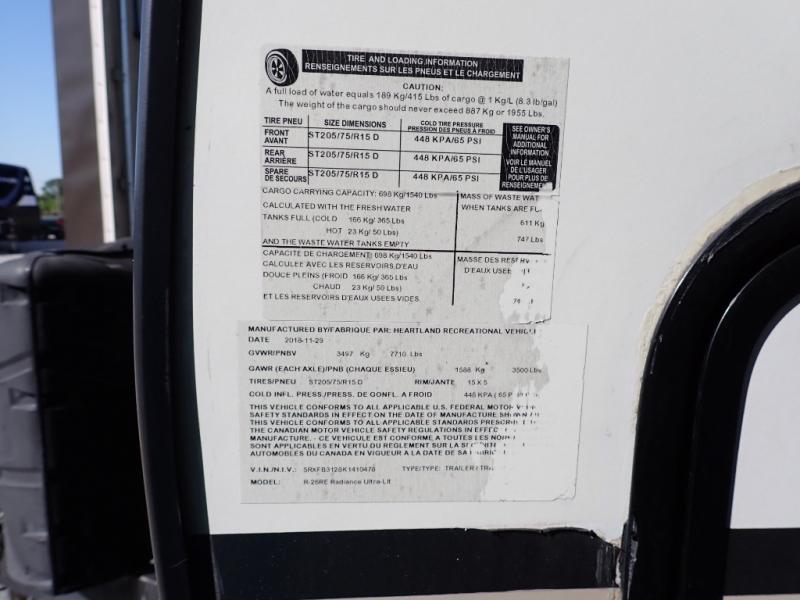 TIRE AND LOADING INFORMATION
RENSEIGNEMENTS SUR LES PNEUS ET LE CHARGEMENT
CAUTION:
A full load of water equals 189 Kg/415 Lbs of cargo @ 1 Kg/L (8.3 lb/gal)
The weight of the cargo should never exceed 887 Kg or 1955 Lbs.
TIRE PNEU SIZE DIMENSIONS COLD TIRE PRESSURE PRESSION DES PNEUS À FROID
FRONT AVANT ST205/75/R15 D 448 KPA/65 PSI
REAR ARRIÈRE ST205/75/R15 D 448 KPA/65 PSI
SPARE DE SECOURS ST205/75/R15 D 448 KPA/65 PSI
SEE OWNER'S
MANUAL FOR
ADDITIONAL
INFORMATION
VOIR LE MANUEL
DE L'USAGER
POUR PLUS DE
RENSEIGNEMENT
CARGO CARRYING CAPACITY: 698 Kg/1540 Lbs
CALCULATED WITH THE FRESHWATER
TANKS FULL (COLD 166 Kg/ 365 Lbs
HOT 23 Kg/ 50 Lbs)
AND THE WASTE WATER TANKS EMPTY
MASS OF WASTE WAT
WHEN TANKS ARE FU
611 Kg
747 Lbs
CAPACITE DE CHARGEMENT: 698 Kg/1540 Lbs
CALCULEE AVEC LES RESERVOIRS D'EAU
DOUCE PLEINS (FROID 166 Kg/ 365 Lbs
CHAUD 23 Kg/ 50 Lbs)
ET LES RESERVOIRS D'EAU USEES VIDES
MASSE DES RESERV
D'EAUX USEE
MANUFACTURED BY/FABRIQUE PAR: HEARTLAND RECREATIONAL VEHICLE
DATE 2018-11-29
GVWR/PNBV 3497 Kg 7710 Lbs
GAWR (EACH AXLE)/PNB (CHAQUE ESSIEU) 1588 Kg 3500 Lbs
TIRES/PNEU ST205/75/R15 D RIM/JANTE 15 X 5
COLD INFL. PRESS/PRESS. DE GONFL. A FROID 448 KPA ( 65 P
THIS VEHICLE CONFORMS TO ALL APPLICABLE U.S. FEDERAL MOTOR
SAFETY STANDARDS IN EFFECT ON THE DATE OF MANUFACTURE SHOWN
THIS VEHICLE CONFORMS TO ALL APPLICABLE STANDARDS PRESCR
THE CANADIAN MOTOR VEHICLE SAFETY REGULATIONS IN EFFEC
MANUFACTURE. - CE VEHICULE EST CONFORME A TOUTES LES NOR
SONT APPLICABLES EN VERTU DU REGLEMENT SUR LA
AUTOMOBILES DU CANADA EN VIGUEUR A LA DATE DE SA
V.I.N./N.I.V.: 5RXFB3128K1410478 TYPE/TYPE: TRAILER / TR
MODEL: R-26RE Radiance Ultra-Lit